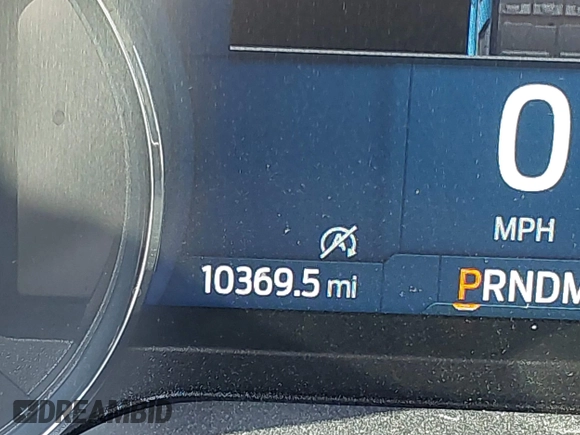 0
MPH
A
10369.5 mi
PRNDM
DREAMBID